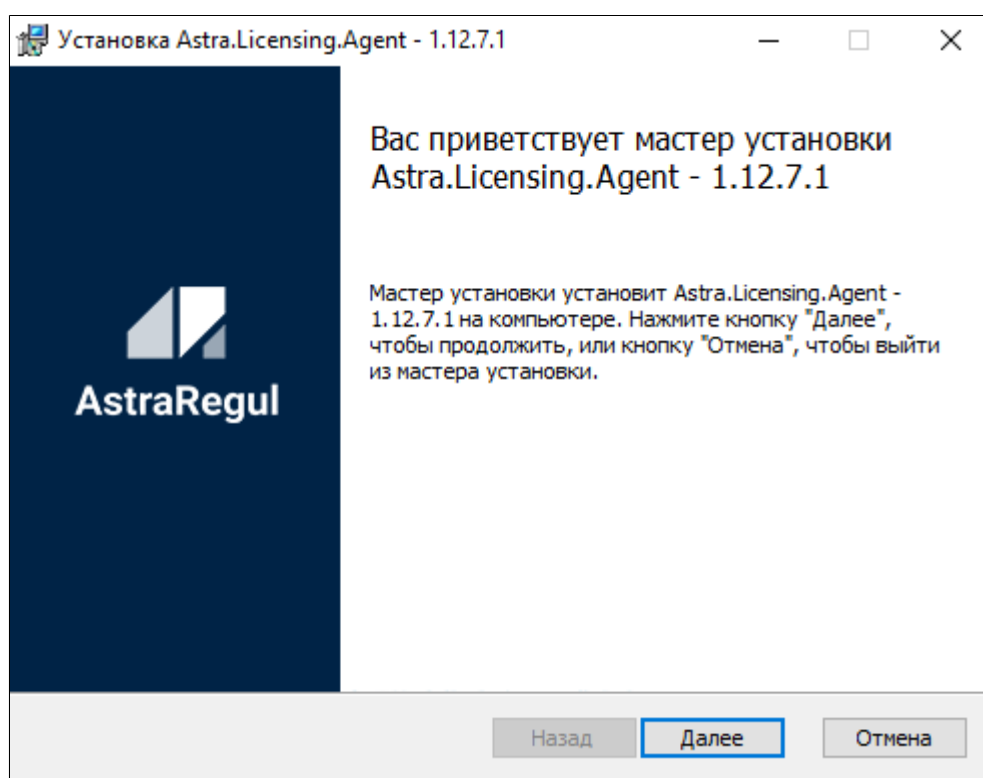 Установка Astra.Licensing.Agent - 1.12.7.1
Вас приветствует мастер установки
Astra.Licensing.Agent - 1.12.7.1
Мастер установки установит Astra.Licensing.Agent -
1.12.7.1 на компьютере. Нажмите кнопку "Далее",
чтобы продолжить, или кнопку "Отмена", чтобы выйти
из мастера установки.
AstraRegul
Назад
Далее
Отмена